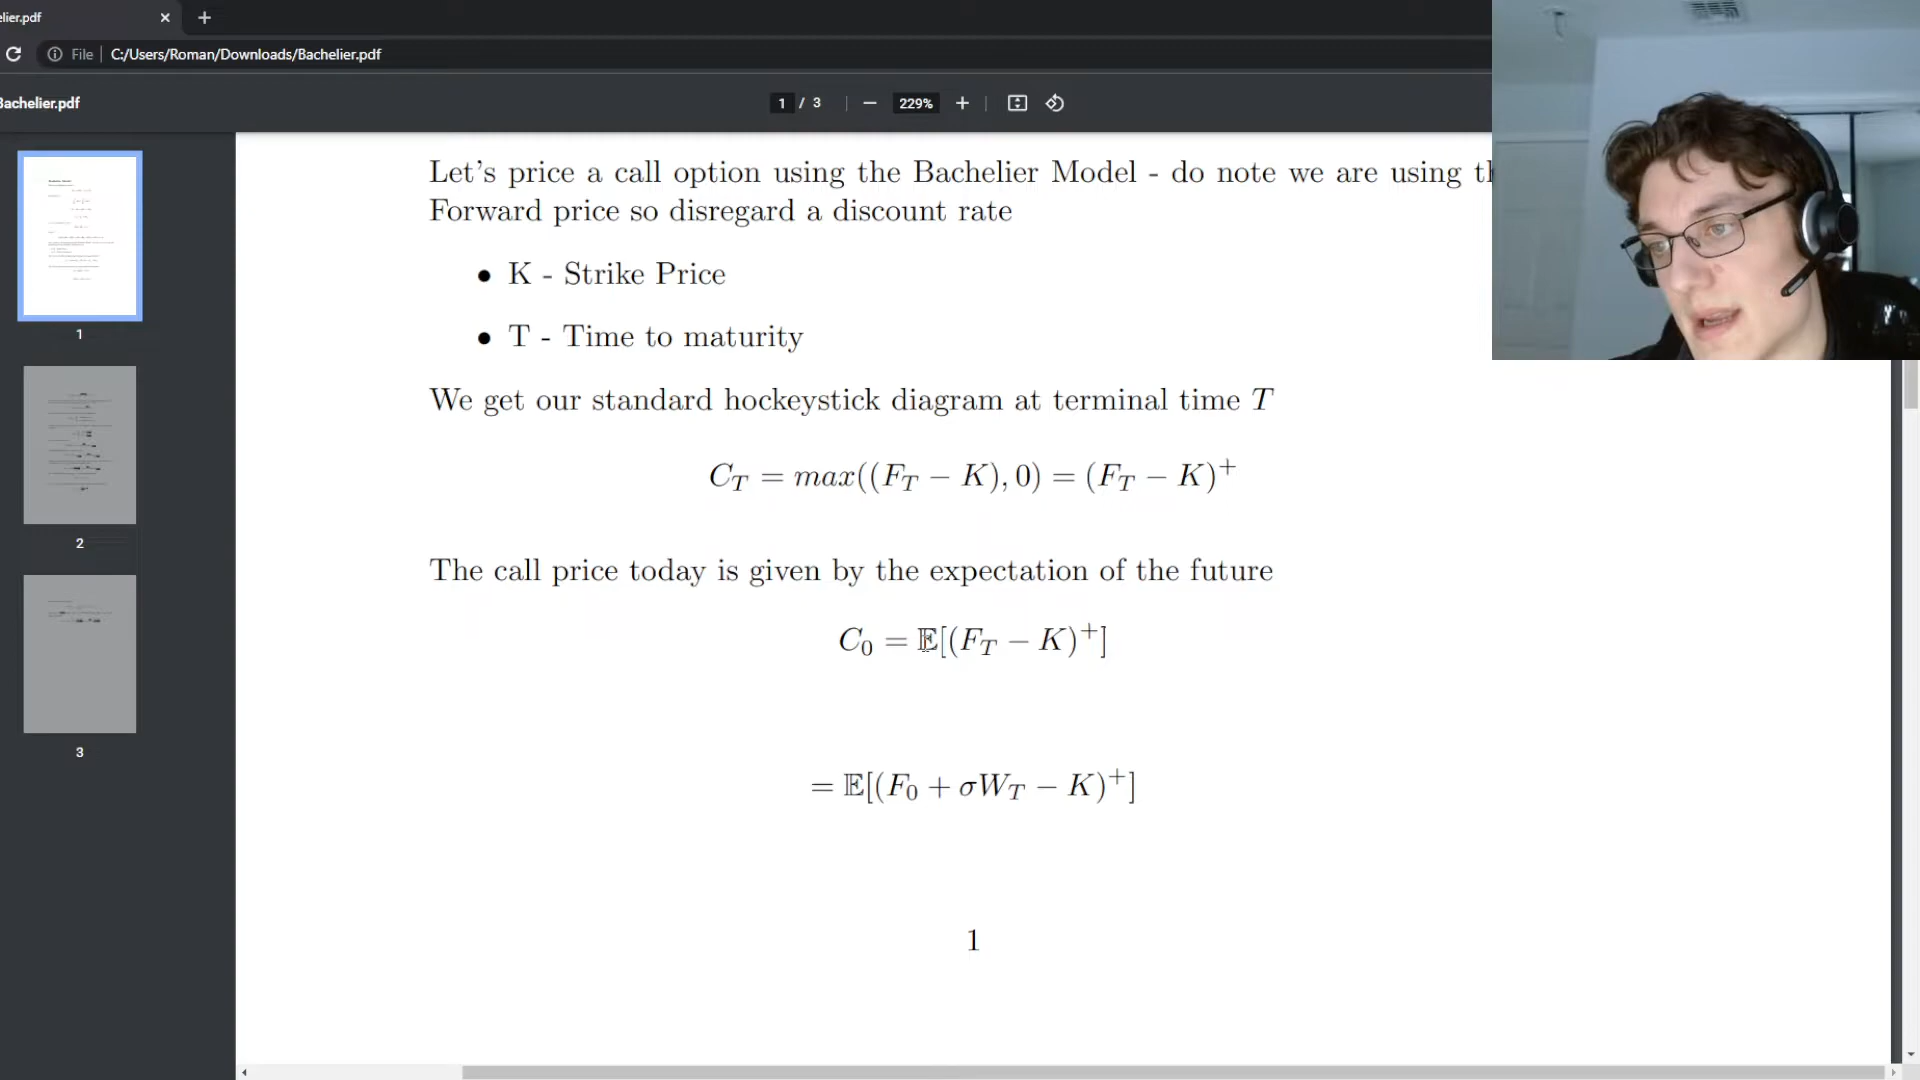 elier.pdf
File C:/Users/Roman/Downloads/Bachelier.pdf
Bachelier.pdf
1 / 3
229%
Let's price a call option using the Bachelier Model - do note we are using th
Forward price so disregard a discount rate
• K - Strike Price
• T - Time to maturity
We get our standard hockeystick diagram at terminal time T
C_T = max((F_T − K), 0) = (F_T − K)^+
The call price today is given by the expectation of the future
C_0 = 𝔼[(F_T − K)^+]
= 𝔼[(F_0 + σW_T − K)^+]
1
1
2
3